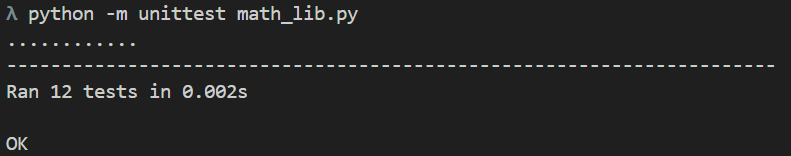 λ python -m unittest math_lib.py
............
----------------------------------------------------------------------
Ran 12 tests in 0.002s
OK